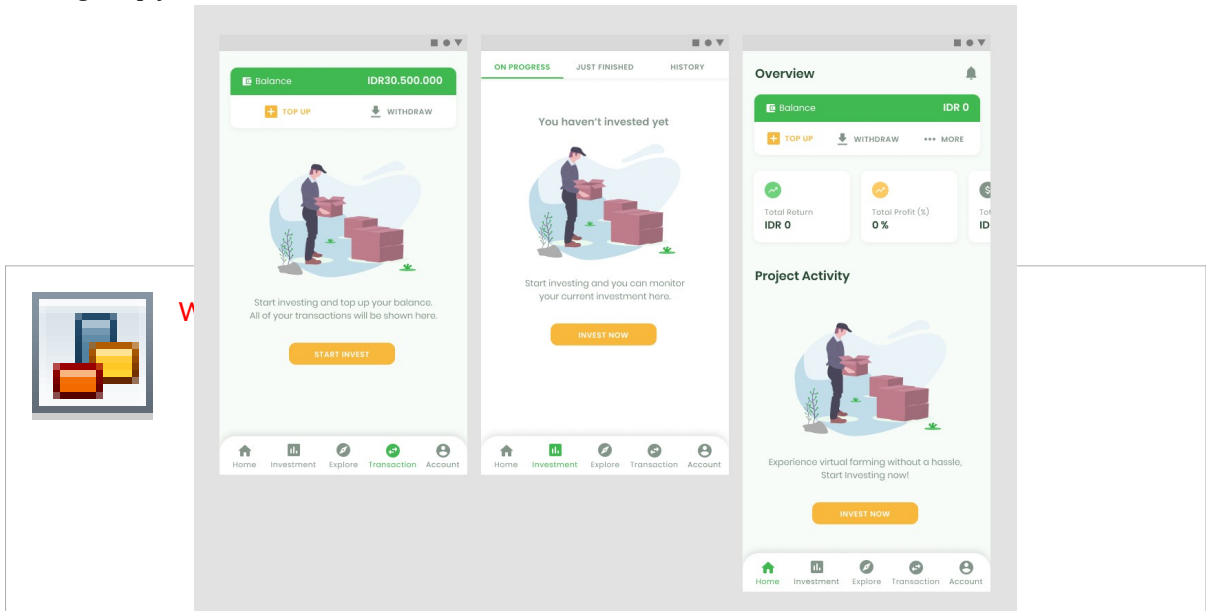 Balance IDR30.500.000
TOP UP WITHDRAW
Start investing and top up your balance.
All of your transactions will be shown here.
START INVEST
Home Investment Explore Transaction Account
ON PROGRESS JUST FINISHED HISTORY
You haven't invested yet
Start investing and you can monitor
your current investment here.
INVEST NOW
Home Investment Explore Transaction Account
Overview
Balance IDR 0
TOP UP WITHDRAW MORE
Total Return Total Profit (%)
IDR 0 0 %
Project Activity
Experience virtual farming without a hassle,
Start Investing now!
INVEST NOW
Home Investment Explore Transaction Account